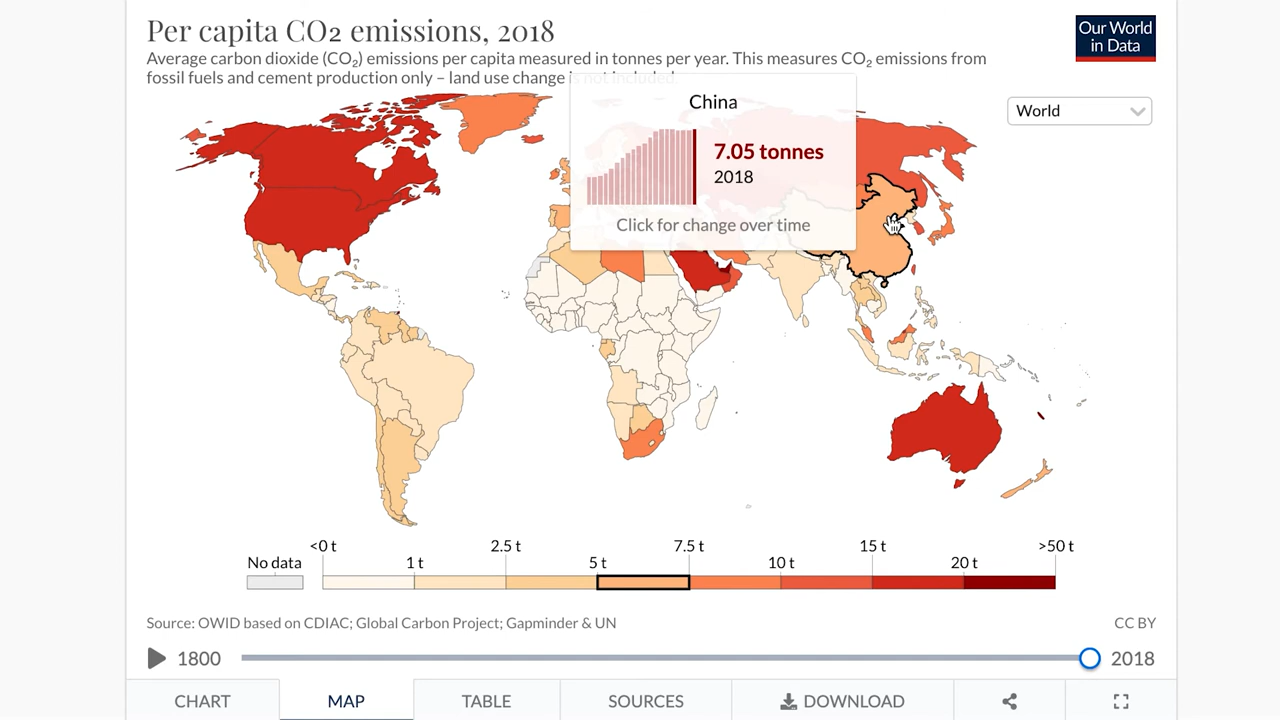 Per capita CO₂ emissions, 2018
Our World
in Data
Average carbon dioxide (CO₂) emissions per capita measured in tonnes per year. This measures CO₂ emissions from
fossil fuels and cement production only – land use change is not included.
World
China
7.05 tonnes
2018
Click for change over time
No data
<0 t
1 t
2.5 t
5 t
7.5 t
10 t
15 t
20 t
>50 t
Source: OWID based on CDIAC; Global Carbon Project; Gapminder & UN
CC BY
1800
2018
CHART
MAP
TABLE
SOURCES
DOWNLOAD